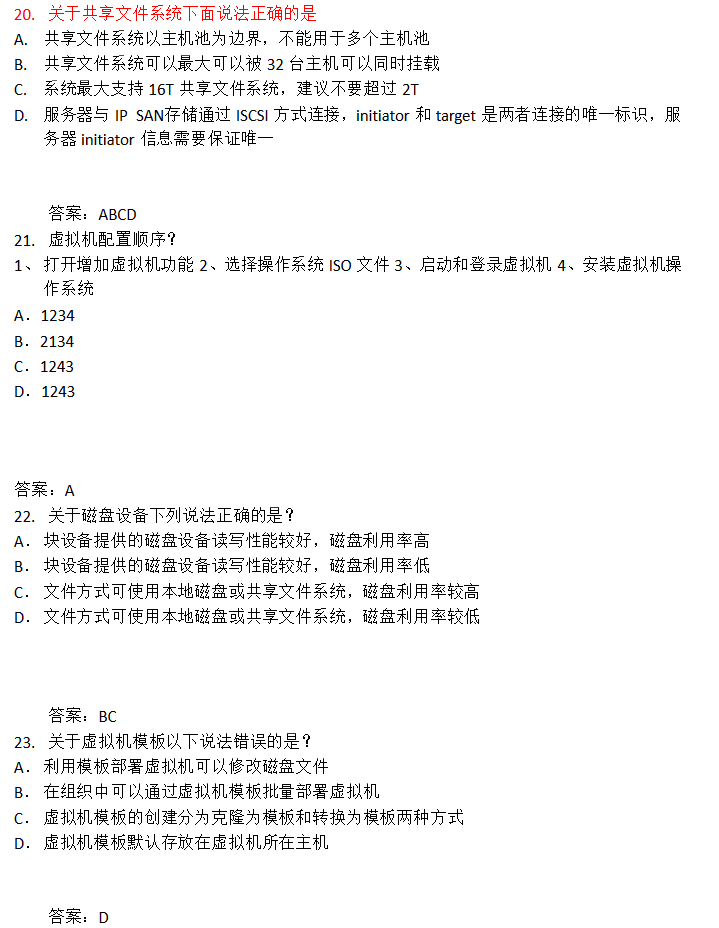 20. 关于共享文件系统下面说法正确的是
A. 共享文件系统以主机池为边界，不能用于多个主机池
B. 共享文件系统可以最大可以被 32 台主机可以同时挂载
C. 系统最大支持 16T 共享文件系统，建议不要超过 2T
D. 服务器与 IP SAN存储通过 ISCSI 方式连接，initiator 和 target 是两者连接的唯一标识，服
务器 initiator 信息需要保证唯一
答案：ABCD
21. 虚拟机配置顺序？
1、打开增加虚拟机功能 2、选择操作系统 ISO 文件 3、启动和登录虚拟机 4、安装虚拟机操
作系统
A．1234
B．2134
C．1243
D．1243
答案：A
22. 关于磁盘设备下列说法正确的是？
A．块设备提供的磁盘设备读写性能较好，磁盘利用率高
B．块设备提供的磁盘设备读写性能较好，磁盘利用率低
C．文件方式可使用本地磁盘或共享文件系统，磁盘利用率较高
D．文件方式可使用本地磁盘或共享文件系统，磁盘利用率较低
答案：BC
23. 关于虚拟机模板以下说法错误的是？
A．利用模板部署虚拟机可以修改磁盘文件
B．在组织中可以通过虚拟机模板批量部署虚拟机
C．虚拟机模板的创建分为克隆为模板和转换为模板两种方式
D．虚拟机模板默认存放在虚拟机所在主机
答案：D